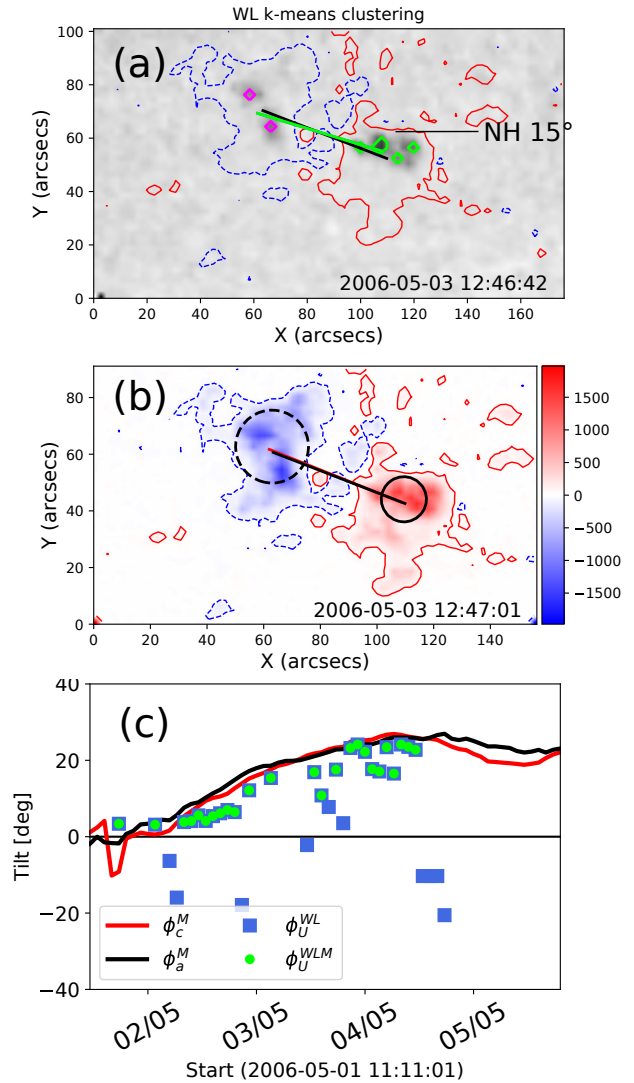 WL k-means clustering
(a)
NH 15°
2006-05-03 12:46:42
Y (arcsecs)
100
80
60
40
20
0
0 20 40 60 80 100 120 140 160
X (arcsecs)
(b)
2006-05-03 12:47:01
Y (arcsecs)
80
60
40
20
0
0 20 40 60 80 100 120 140
X (arcsecs)
1500
1000
500
0
−500
−1000
−1500
(c)
Tilt [deg]
40
20
0
−20
−40
ϕ_c^M
ϕ_a^M
ϕ_U^{WL}
ϕ_U^{WLM}
02/05 03/05 04/05 05/05
Start (2006-05-01 11:11:01)